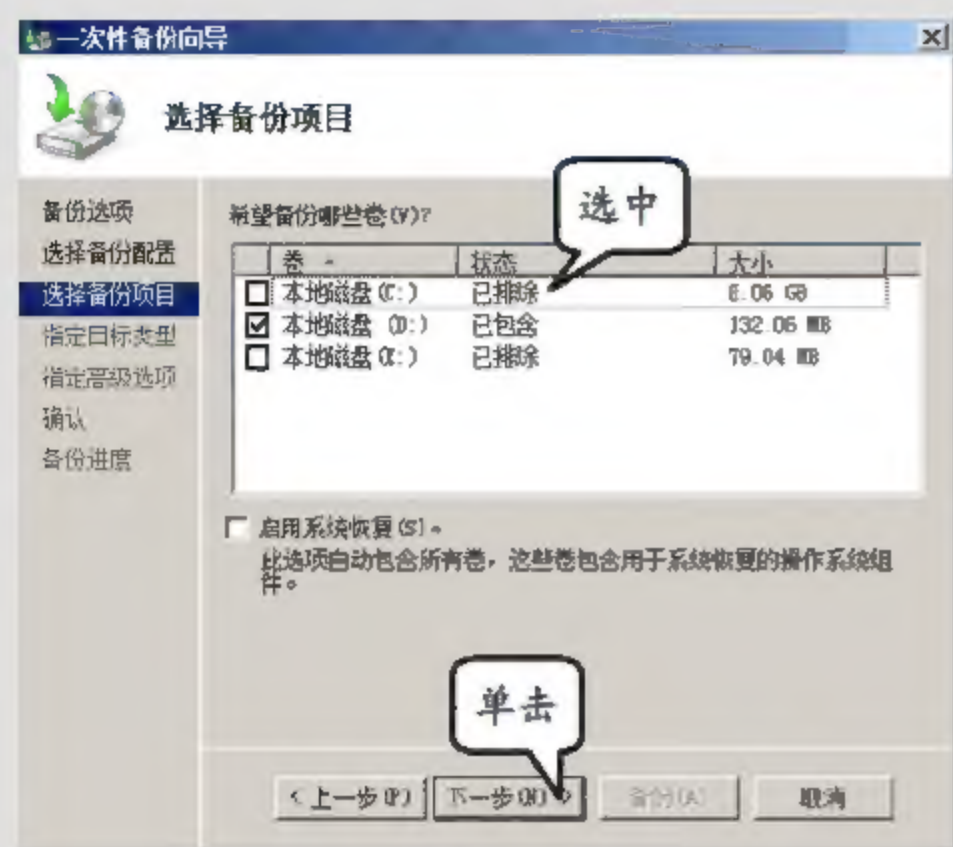 一次性备份向导
选择备份项目
备份选项
选择备份配置
选择备份项目
指定目标类型
指定高级选项
确认
备份进度
希望备份哪些卷(V)?
选中
卷 状态 大小
本地磁盘(C:) 已排除 6.06 GB
本地磁盘 (D:) 已包含 132.06 MB
本地磁盘 已排除 79.04 MB
启用系统恢复(S)。
此选项自动包含所有卷，这些卷包含用于系统恢复的操作系统组
件。
单击
< 上一步(P) 下一步(N) > 备份(A) 取消